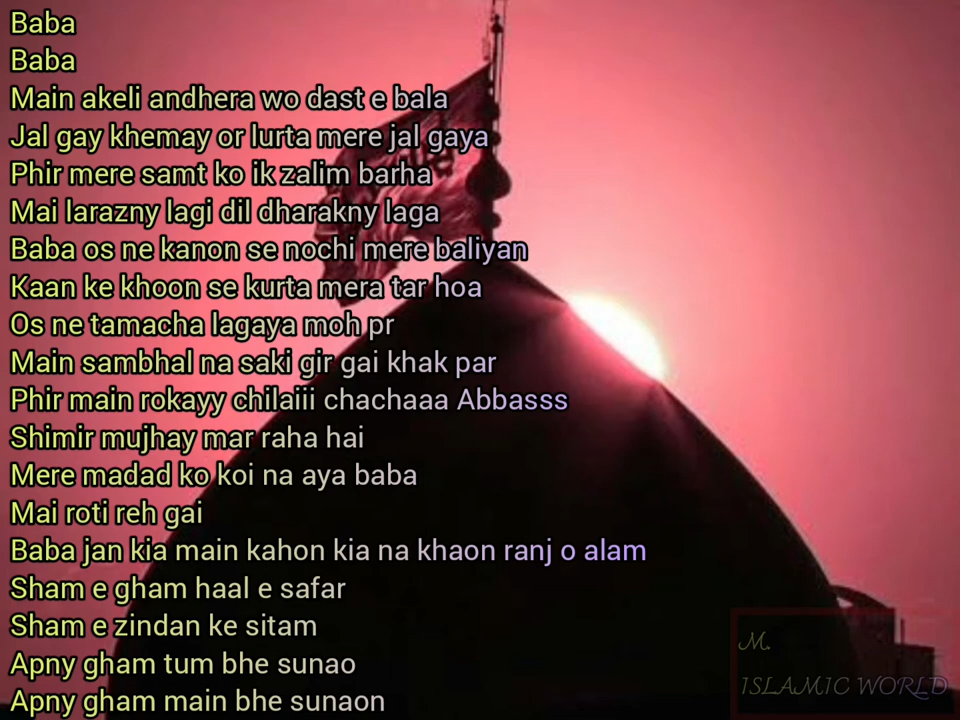 Baba
Baba
Main akeli andhera wo dast e bala
Jal gay khemay or lurta mere jal gaya
Phir mere samt ko ik zalim barha
Mai larazny lagi dil dharakny laga
Baba os ne kanon se nochi mere baliyan
Kaan ke khoon se kurta mera tar hoa
Os ne tamacha lagaya moh pr
Main sambhal na saki gir gai khak par
Phir main rokayy chilaiii chachaaa Abbasss
Shimir mujhay mar raha hai
Mere madad ko koi na aya baba
Mai roti reh gai
Baba jan kia main kahon kia na khaon ranj o alam
Sham e gham haal e safar
Sham e zindan ke sitam
Apny gham tum bhe sunao
Apny gham main bhe sunaon
M.
ISLAMIC WORLD